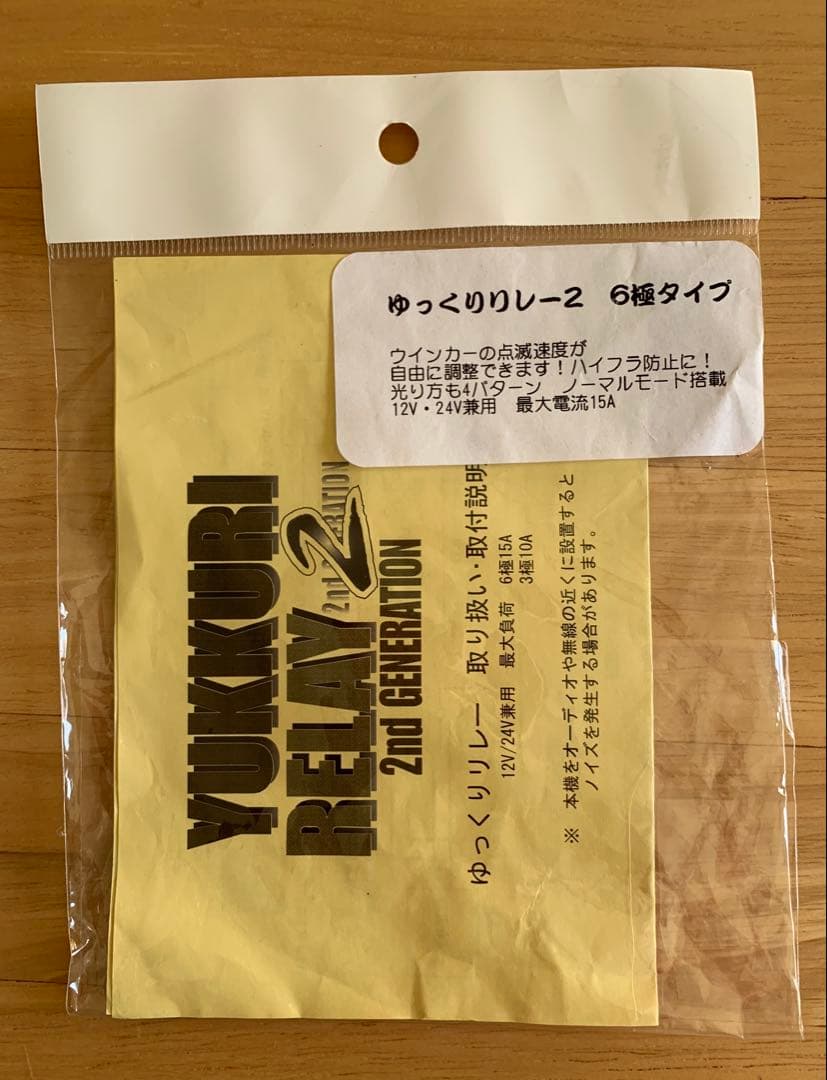 ゆっくりリレー2　6極タイプ
ウインカーの点滅速度が
自由に調整できます！ハイフラ防止に！
光り方も4パターン　ノーマルモード搭載
12V・24V兼用　最大電流15A
YUKKURI
RELAY 2
2nd GENERATION
2nd GENERATION
ゆっくりリレー 取り扱い・取付説明
12V/24V兼用　最大負荷　6極15A
3極10A
※ 本機をオーディオや無線の近くに設置すると
ノイズを発生する場合があります。